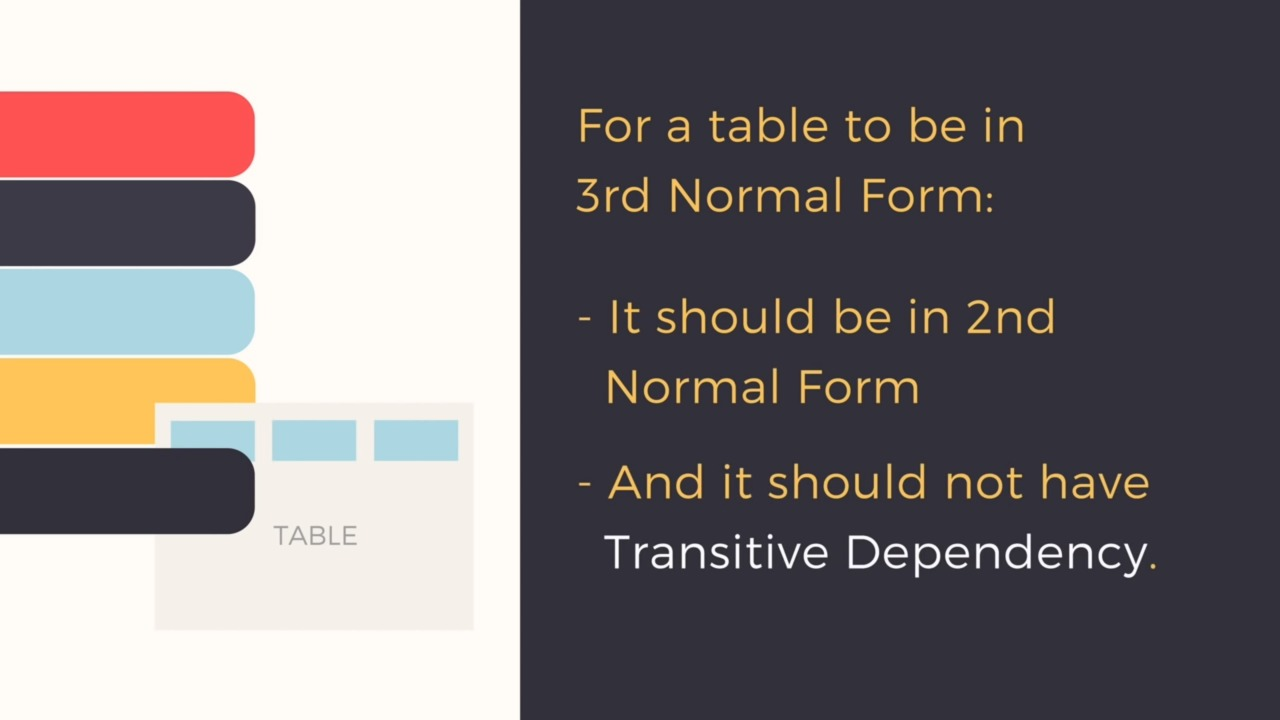 TABLE
For a table to be in
3rd Normal Form:
- It should be in 2nd
Normal Form
- And it should not have
Transitive Dependency.